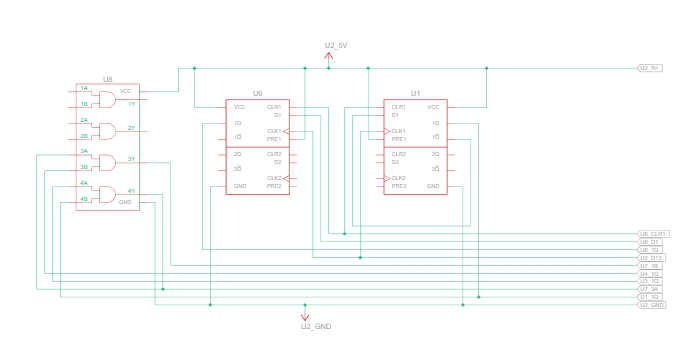 U2_5V
U2_5V
U8
U6
U1
1A
VCC
1B
1Y
2A
2Y
2B
3A
3Y
3B
4A
4Y
4B
GND
VCC
CLR1
D1
1Q
CLK1
1Q
PRE1
2Q
CLR2
D2
2Q
CLK2
GND
PRE2
CLR1
VCC
D1
1Q
CLK1
PRE1
1Q
CLR2
2Q
D2
2Q
CLK2
PRE2
GND
U6_CLR1
U6_D1
U6_1Q
U2_D13
U7_1B
U4_1Q
U3_1Q
U7_3A
U1_1Q
U2_GND
U2_GND